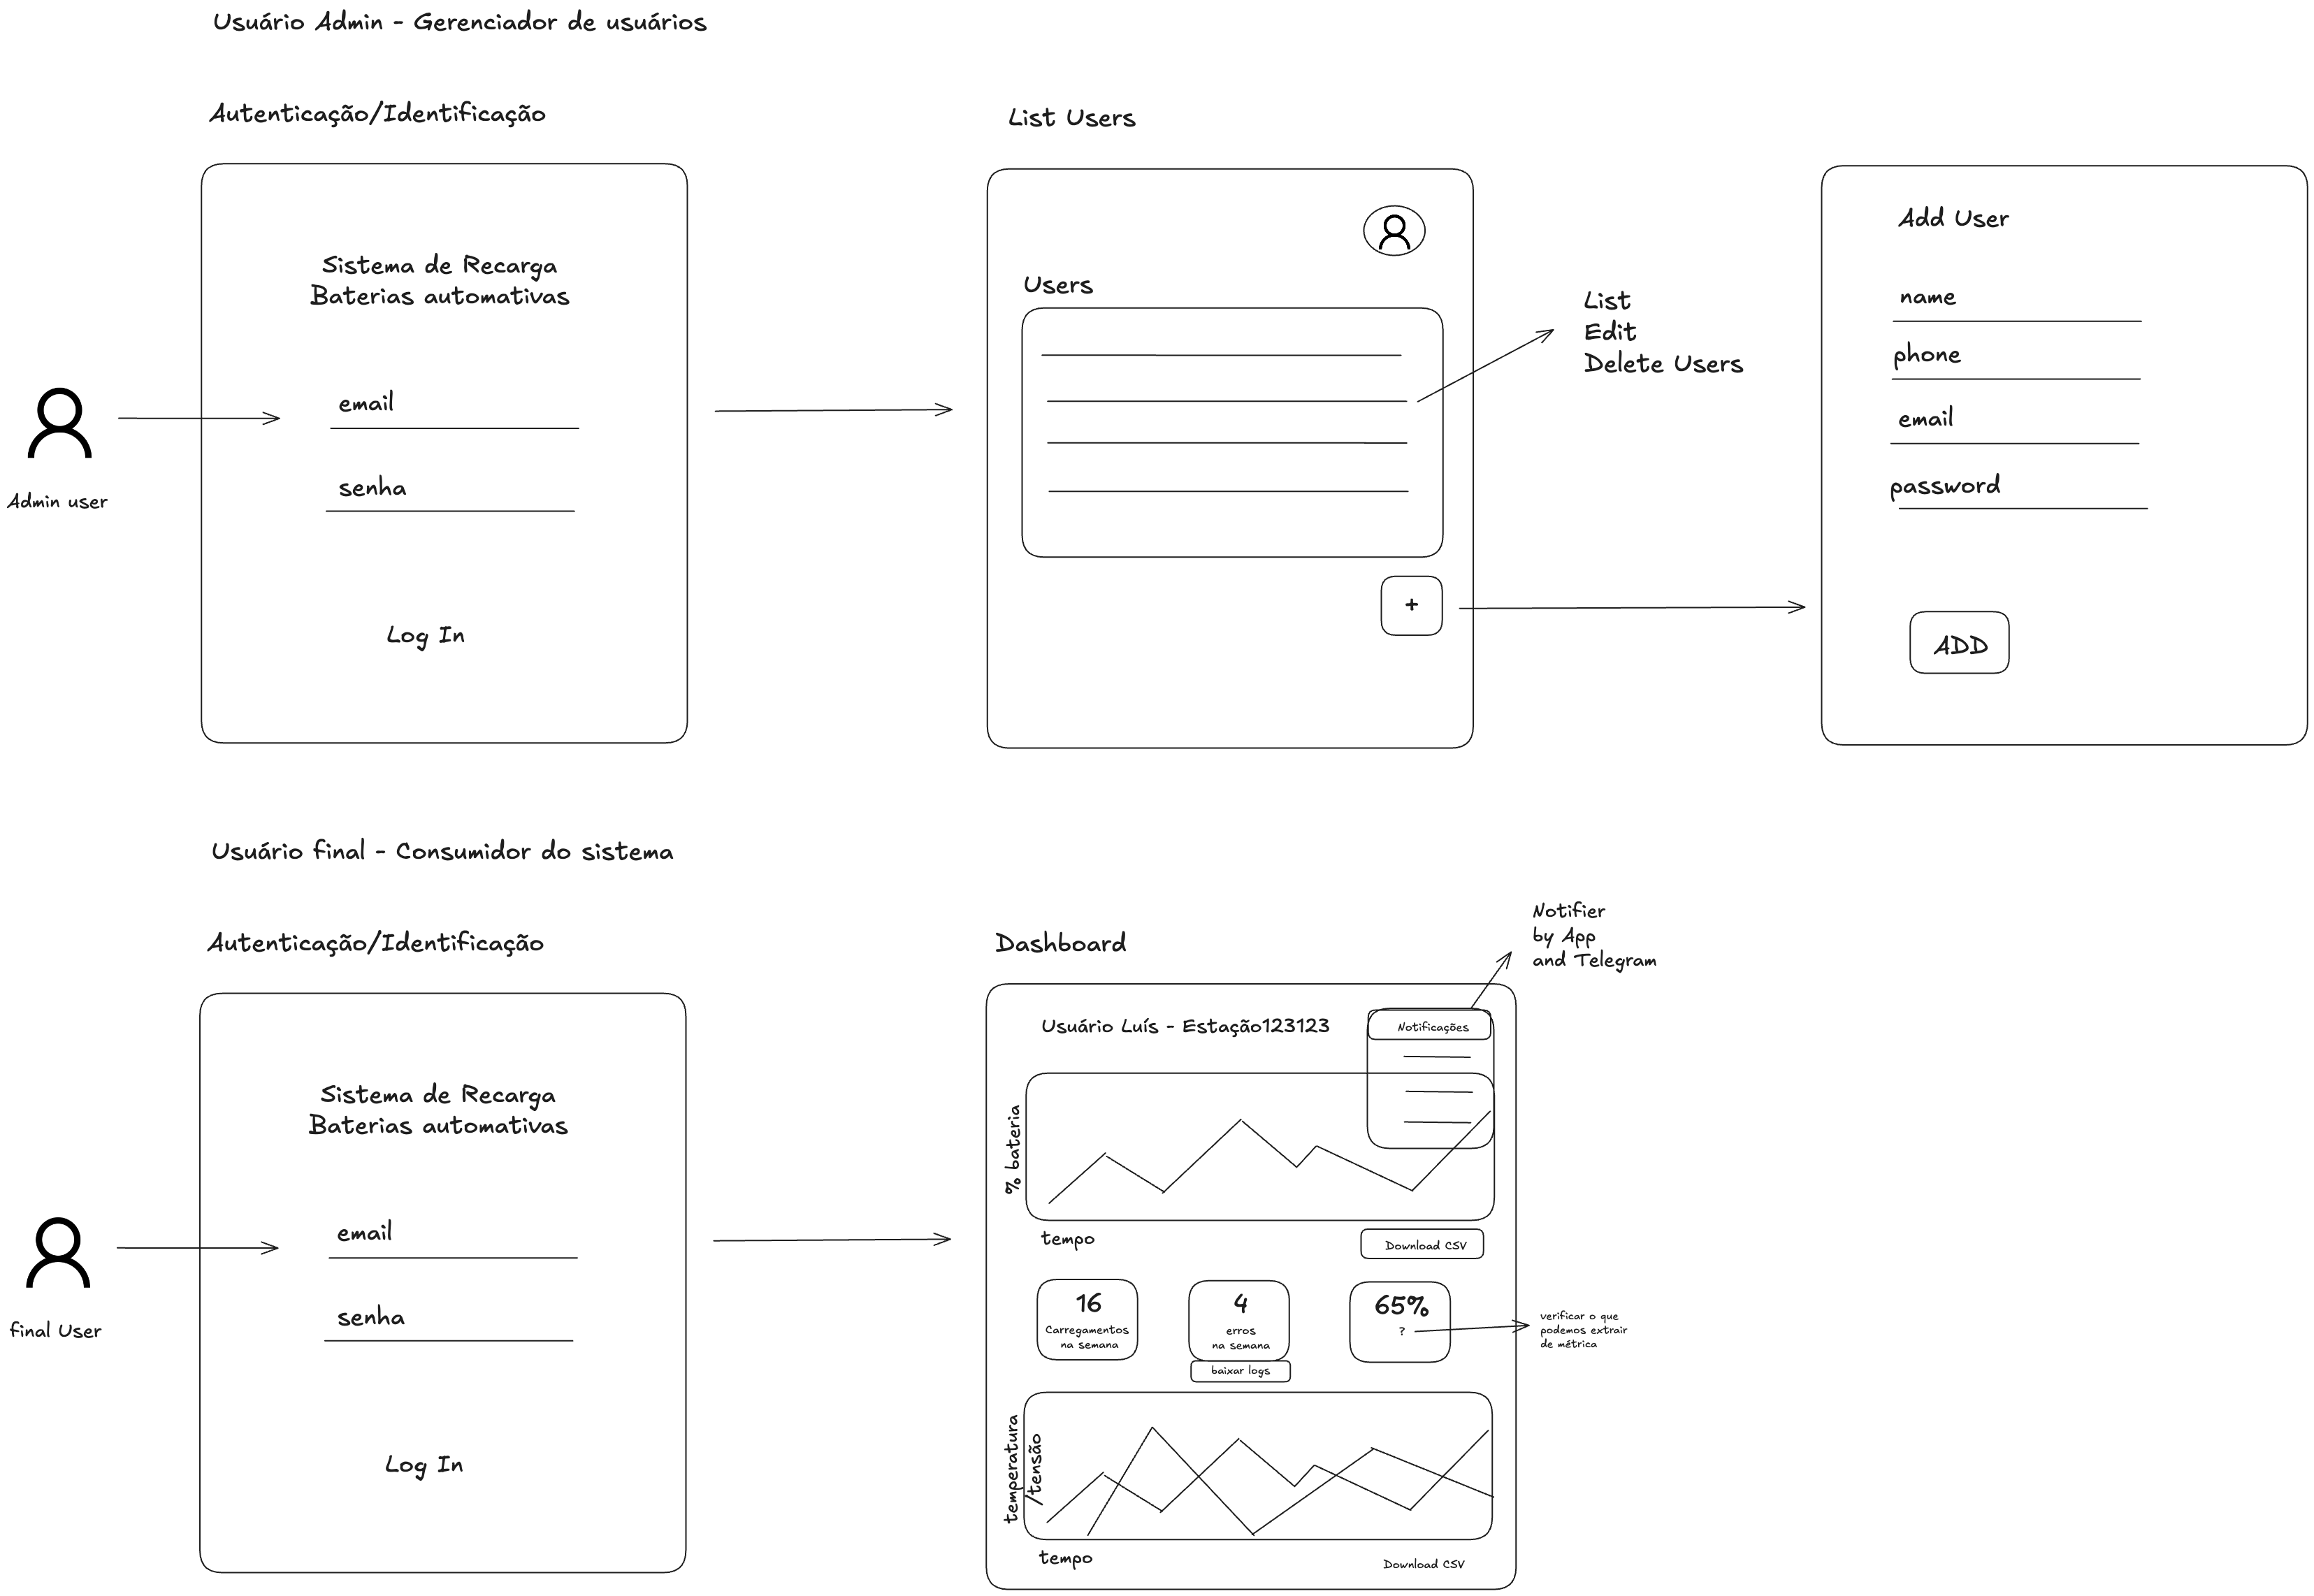 Usuário Admin - Gerenciador de usuários
Autenticação/Identificação
Sistema de Recarga
Baterias automativas
email
senha
Log In
Admin user
List Users
Users
+
List
Edit
Delete Users
Add User
name
phone
email
password
ADD
Usuário final - Consumidor do sistema
Autenticação/Identificação
Sistema de Recarga
Baterias automativas
email
senha
Log In
final User
Dashboard
Notifier
by App
and Telegram
Usuário Luís - Estação123123
Notificações
% bateria
tempo
Download CSV
16
Carregamentos
na semana
4
erros
na semana
baixar logs
65%
?
verificar o que
podemos extrair
de métrica
temperatura
/tensão
tempo
Download CSV